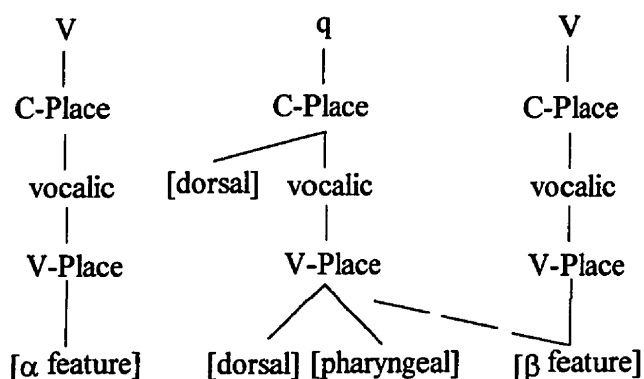 V q V
C-Place C-Place C-Place
[dorsal]
vocalic vocalic vocalic
V-Place V-Place V-Place
[α feature] [dorsal] [pharyngeal] [β feature]